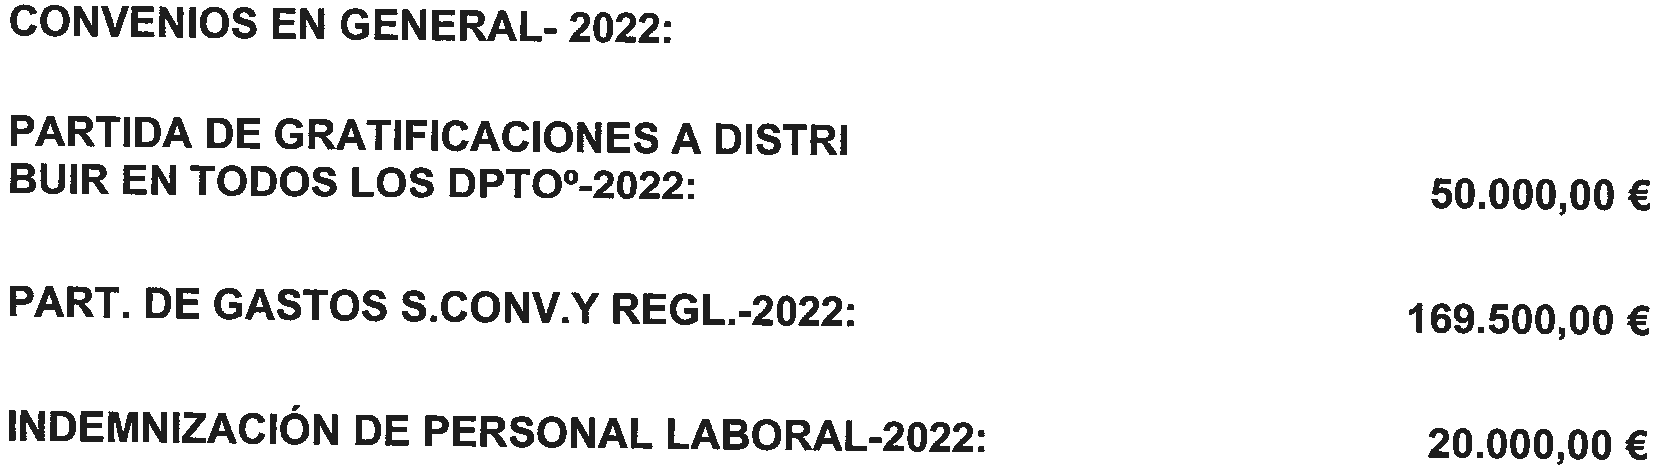 CONVENIOS EN GENERAL- 2022:
PARTIDA DE GRATIFICACIONES A DISTRI
BUIR EN TODOS LOS DPTOº-2022: 50.000,00 €
PART. DE GASTOS S.CONV.Y REGL.-2022: 169.500,00 €
INDEMNIZACIÓN DE PERSONAL LABORAL-2022: 20.000,00 €